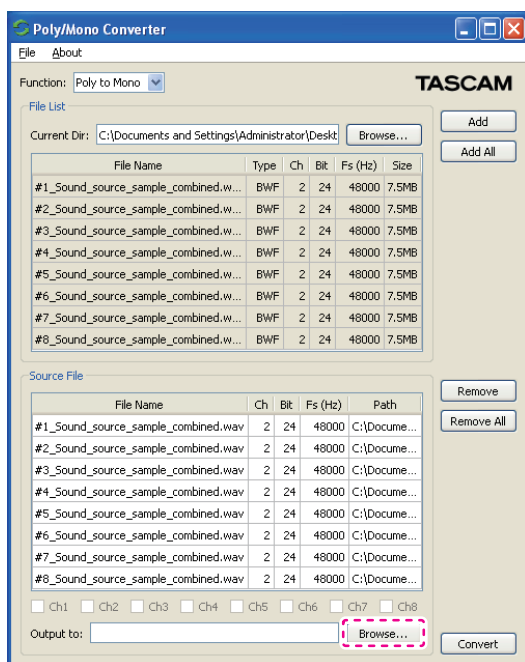 Poly/Mono Converter
File About
Function: Poly to Mono
TASCAM
File List
Current Dir: C:\Documents and Settings\Administrator\Deskt Browse...
Add
Add All
File Name Type Ch Bit Fs (Hz) Size
#1_Sound_source_sample_combined.w... BWF 2 24 48000 7.5MB
#2_Sound_source_sample_combined.w... BWF 2 24 48000 7.5MB
#3_Sound_source_sample_combined.w... BWF 2 24 48000 7.5MB
#4_Sound_source_sample_combined.w... BWF 2 24 48000 7.5MB
#5_Sound_source_sample_combined.w... BWF 2 24 48000 7.5MB
#6_Sound_source_sample_combined.w... BWF 2 24 48000 7.5MB
#7_Sound_source_sample_combined.w... BWF 2 24 48000 7.5MB
#8_Sound_source_sample_combined.w... BWF 2 24 48000 7.5MB
Source File
Remove
Remove All
File Name Ch Bit Fs (Hz) Path
#1_Sound_source_sample_combined.wav 2 24 48000 C:\Docume...
#2_Sound_source_sample_combined.wav 2 24 48000 C:\Docume...
#3_Sound_source_sample_combined.wav 2 24 48000 C:\Docume...
#4_Sound_source_sample_combined.wav 2 24 48000 C:\Docume...
#5_Sound_source_sample_combined.wav 2 24 48000 C:\Docume...
#6_Sound_source_sample_combined.wav 2 24 48000 C:\Docume...
#7_Sound_source_sample_combined.wav 2 24 48000 C:\Docume...
#8_Sound_source_sample_combined.wav 2 24 48000 C:\Docume...
Ch1 Ch2 Ch3 Ch4 Ch5 Ch6 Ch7 Ch8
Output to: Browse...
Convert